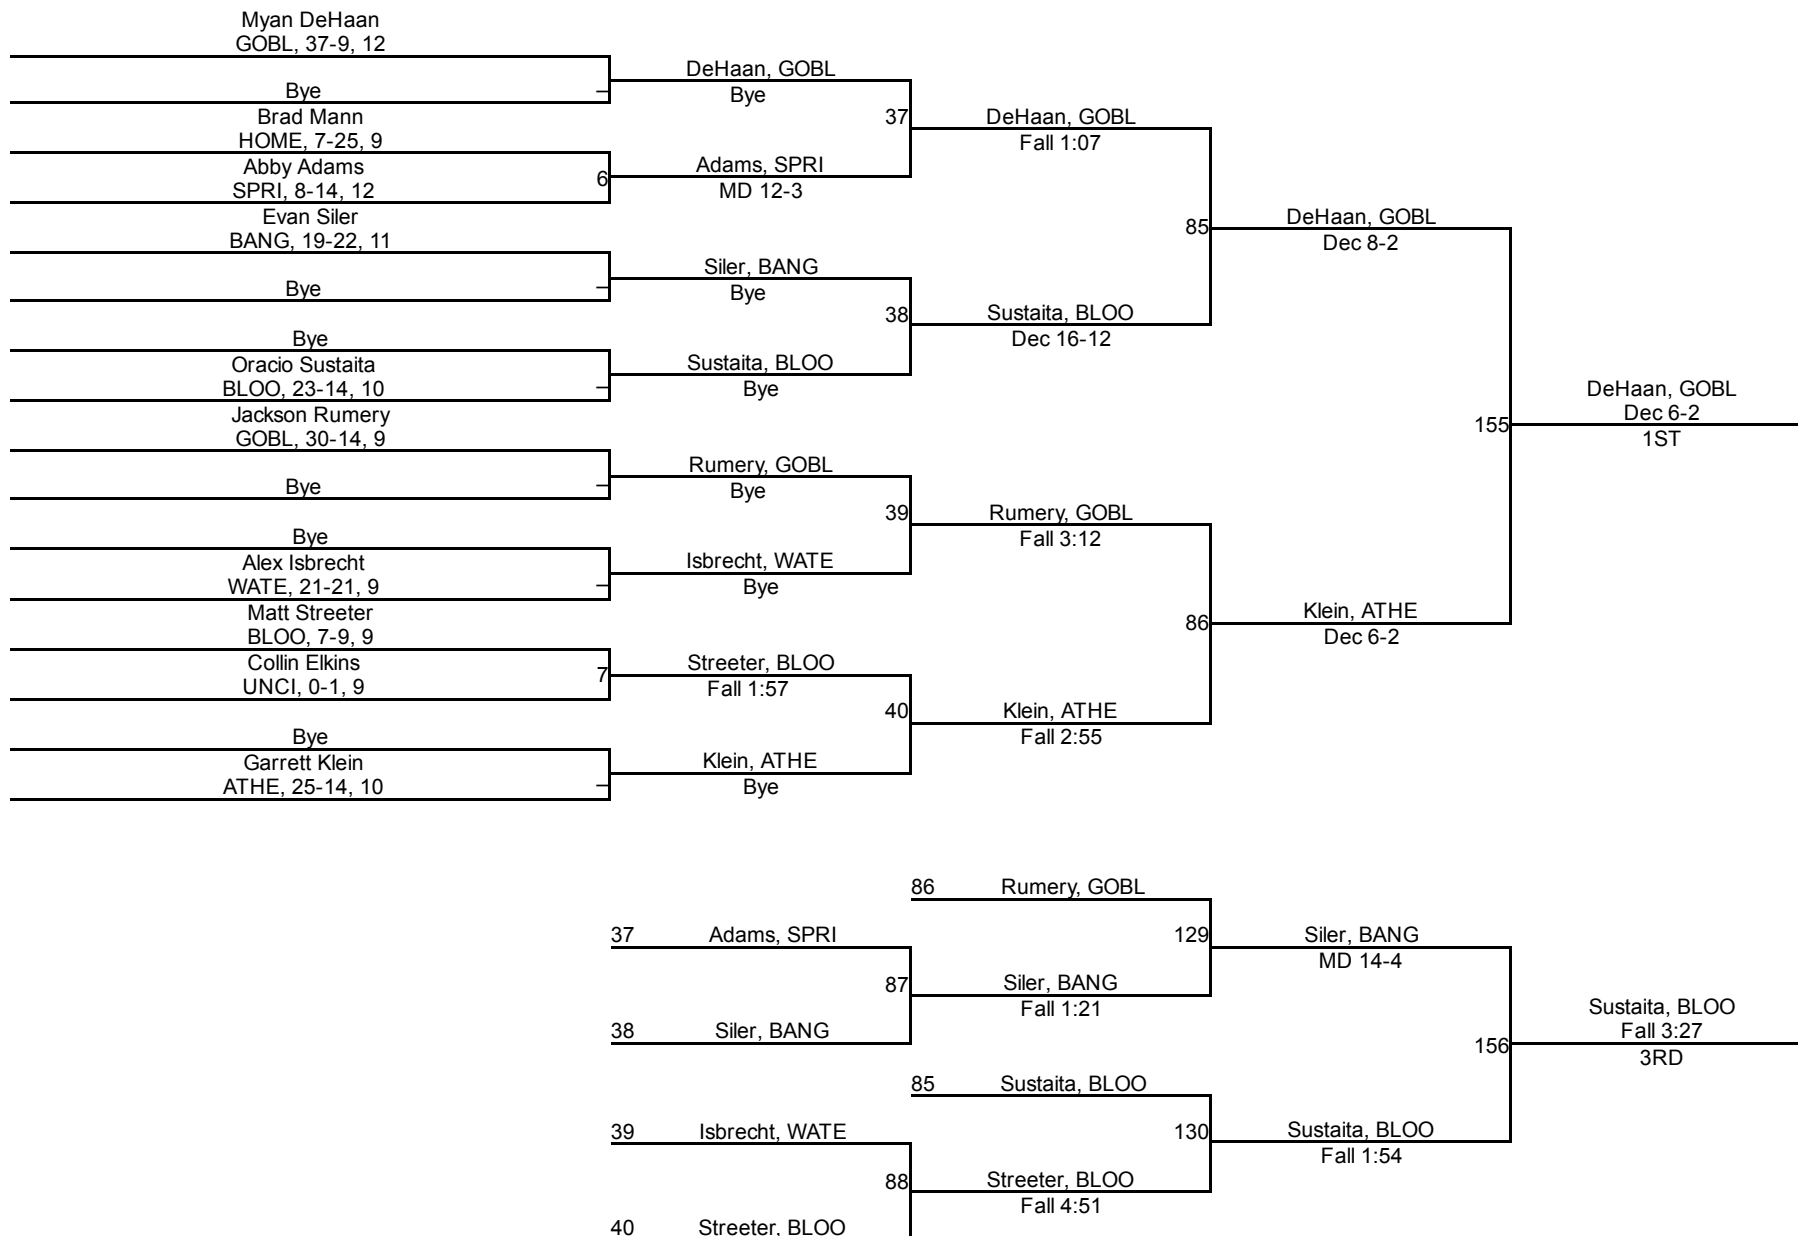 Myan DeHaan
GOBL, 37-9, 12
Bye
Brad Mann
HOME, 7-25, 9
Abby Adams
SPRI, 8-14, 12
6
Evan Siler
BANG, 19-22, 11
Bye
Bye
Oracio Sustaita
BLOO, 23-14, 10
Jackson Rumery
GOBL, 30-14, 9
Bye
Bye
Alex Isbrecht
WATE, 21-21, 9
Matt Streeter
BLOO, 7-9, 9
Collin Elkins
UNCI, 0-1, 9
7
Bye
Garrett Klein
ATHE, 25-14, 10
DeHaan, GOBL
Bye
37
Adams, SPRI
MD 12-3
Siler, BANG
Bye
38
Sustaita, BLOO
Bye
Rumery, GOBL
Bye
39
Isbrecht, WATE
Bye
Streeter, BLOO
Fall 1:57
40
Klein, ATHE
Bye
DeHaan, GOBL
Fall 1:07
85
Sustaita, BLOO
Dec 16-12
Rumery, GOBL
Fall 3:12
86
Klein, ATHE
Fall 2:55
DeHaan, GOBL
Dec 8-2
155
Klein, ATHE
Dec 6-2
DeHaan, GOBL
Dec 6-2
1ST
37 Adams, SPRI
87
38 Siler, BANG
39 Isbrecht, WATE
88
40 Streeter, BLOO
86 Rumery, GOBL
129
Siler, BANG
Fall 1:21
85 Sustaita, BLOO
130
Streeter, BLOO
Fall 4:51
Siler, BANG
MD 14-4
156
Sustaita, BLOO
Fall 1:54
Sustaita, BLOO
Fall 3:27
3RD